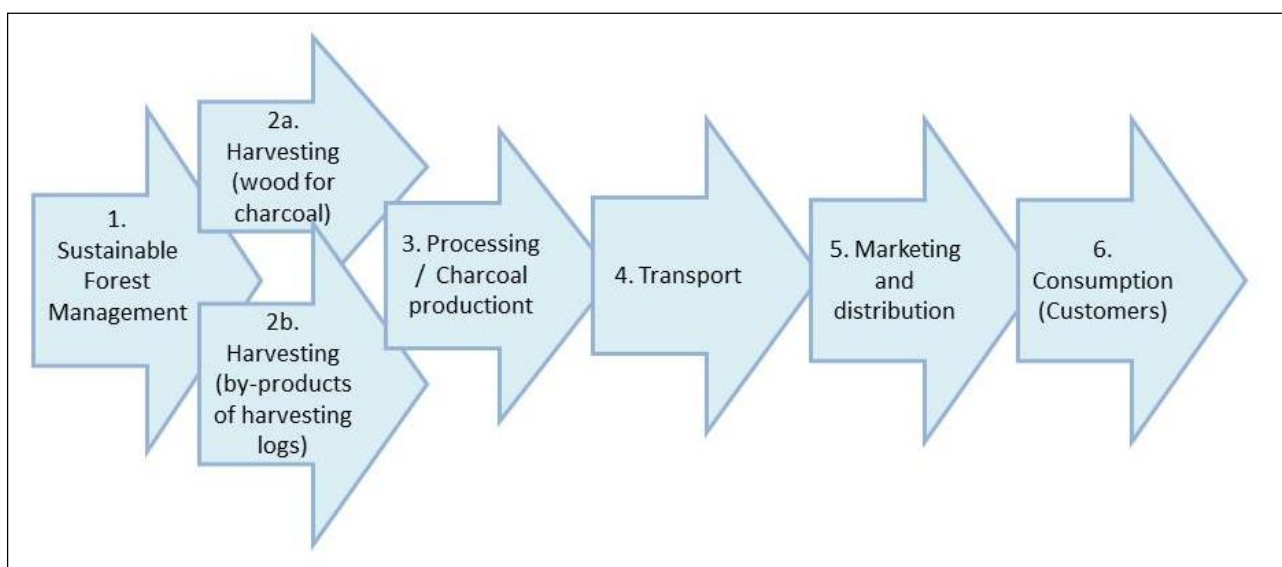 1.
Sustainable
Forest
Management
2a.
Harvesting
(wood for
charcoal)
2b.
Harvesting
(by-products
of harvesting
logs)
3. Processing
/ Charcoal
productiont
4. Transport
5. Marketing
and
distribution
6.
Consumption
(Customers)